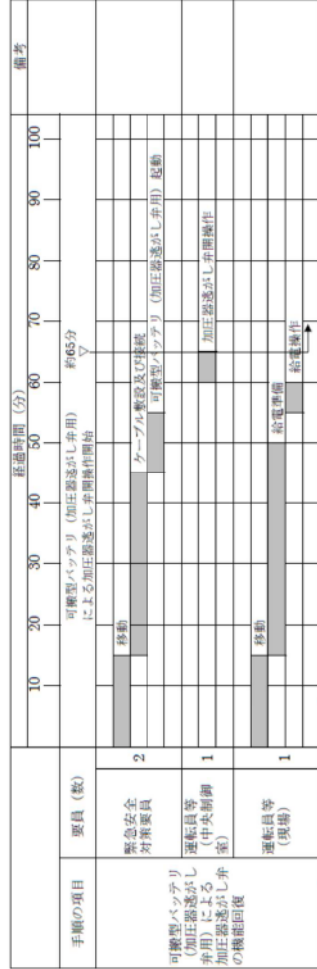 経過時間（分）
備考
10 20 30 40 50 60 70 80 90 100
手順の項目
要員（数）
可搬型バッテリ（加圧器逃がし弁用）
による加圧器逃がし弁開操作開始
約65分
▽
可搬型バッテリ
（加圧器逃がし
弁用）による
加圧器逃がし弁
の機能回復
緊急安全
対策要員
2
移動
ケーブル敷設及び接続
可搬型バッテリ（加圧器逃がし弁用）起動
運転員等
（中央制御
室）
1
加圧器逃がし弁開操作
運転員等
（現場）
1
移動
給電準備
給電操作